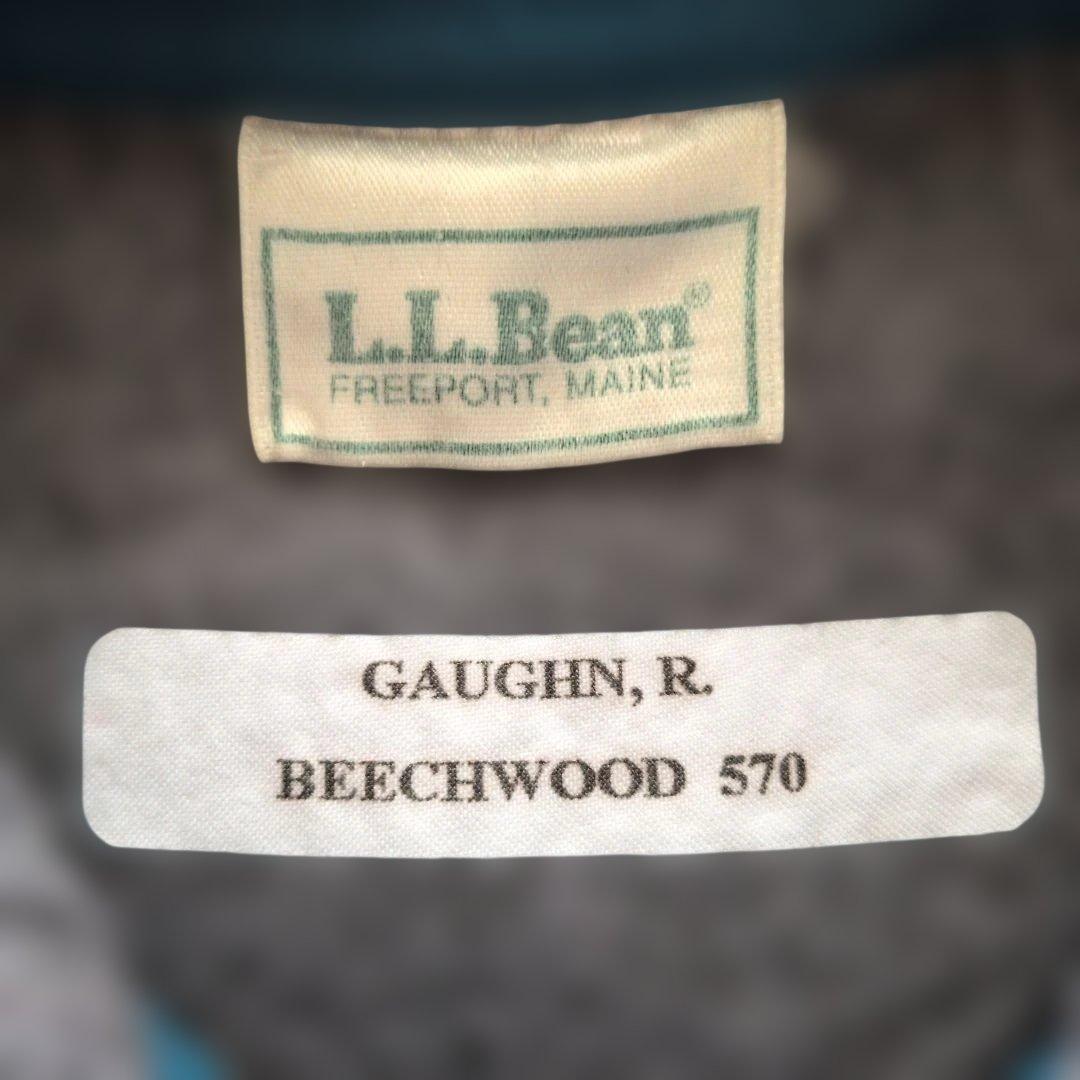 L.L.Bean®
FREEPORT, MAINE
GAUGHN, R.
BEECHWOOD 570